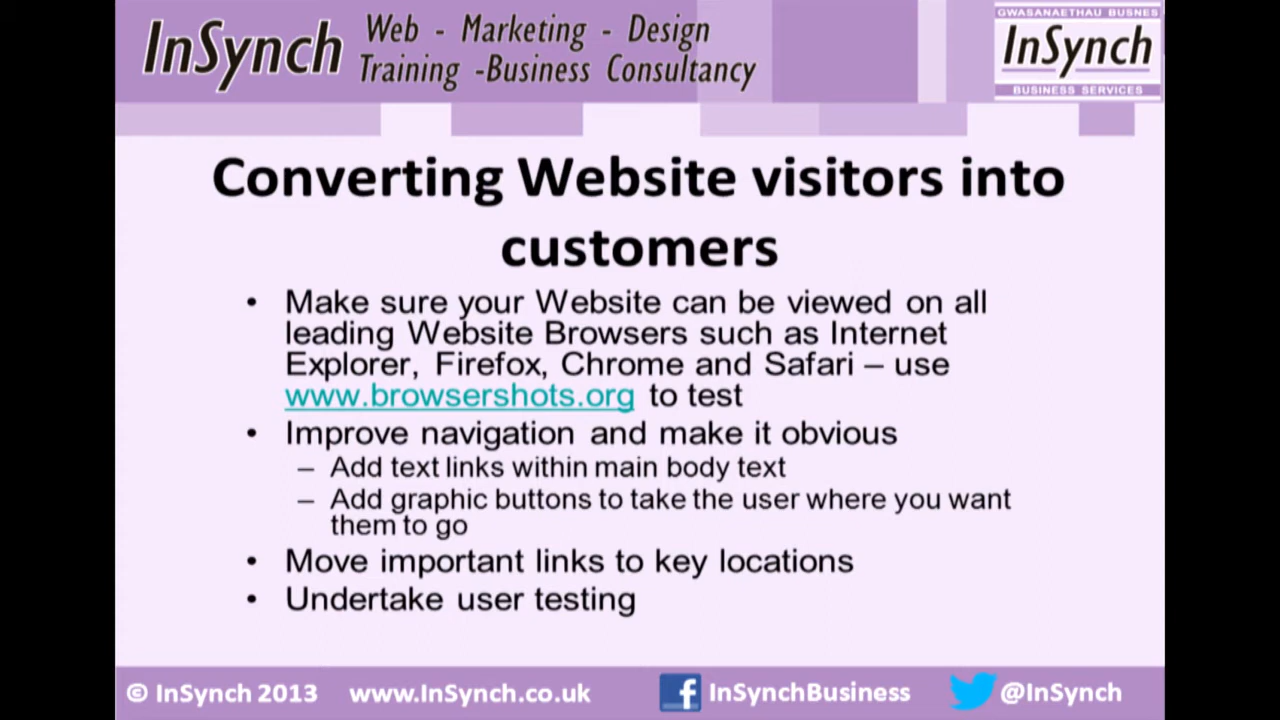 InSynch
Web - Marketing - Design
Training -Business Consultancy
GWASANAETHAU BUSNES
InSynch
BUSINESS SERVICES
Converting Website visitors into
customers
• Make sure your Website can be viewed on all
leading Website Browsers such as Internet
Explorer, Firefox, Chrome and Safari – use
www.browsershots.org to test
• Improve navigation and make it obvious
– Add text links within main body text
– Add graphic buttons to take the user where you want
them to go
• Move important links to key locations
• Undertake user testing
© InSynch 2013 www.InSynch.co.uk f InSynchBusiness @InSynch